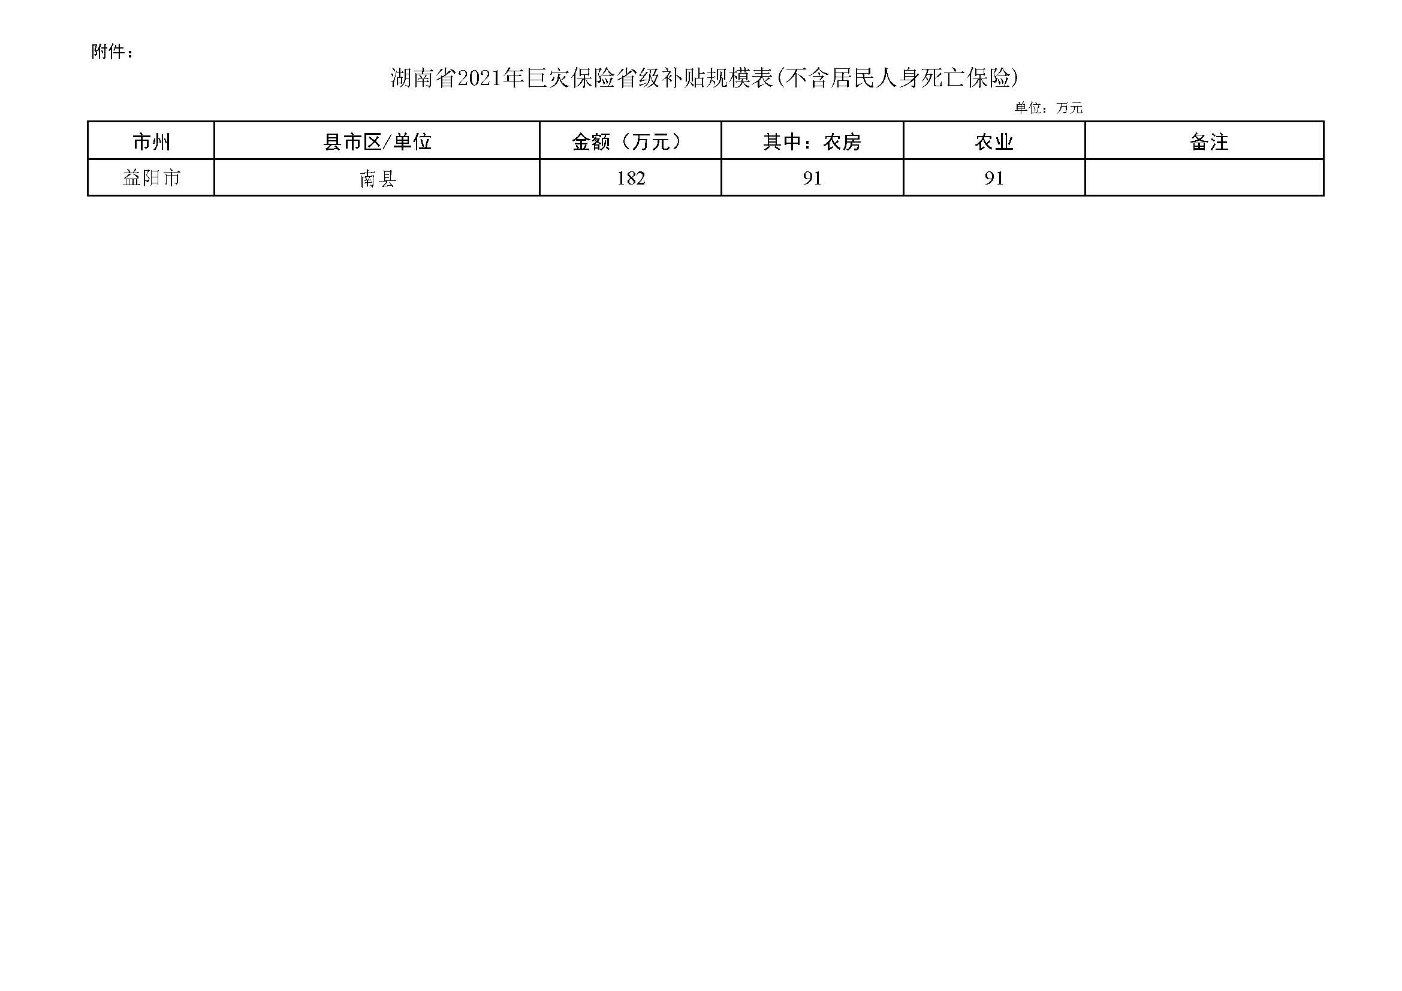 附件：
湖南省2021年巨灾保险省级补贴规模表(不含居民人身死亡保险)
单位：万元
市州 县市区/单位 金额（万元） 其中：农房 农业 备注
益阳市 南县 182 91 91